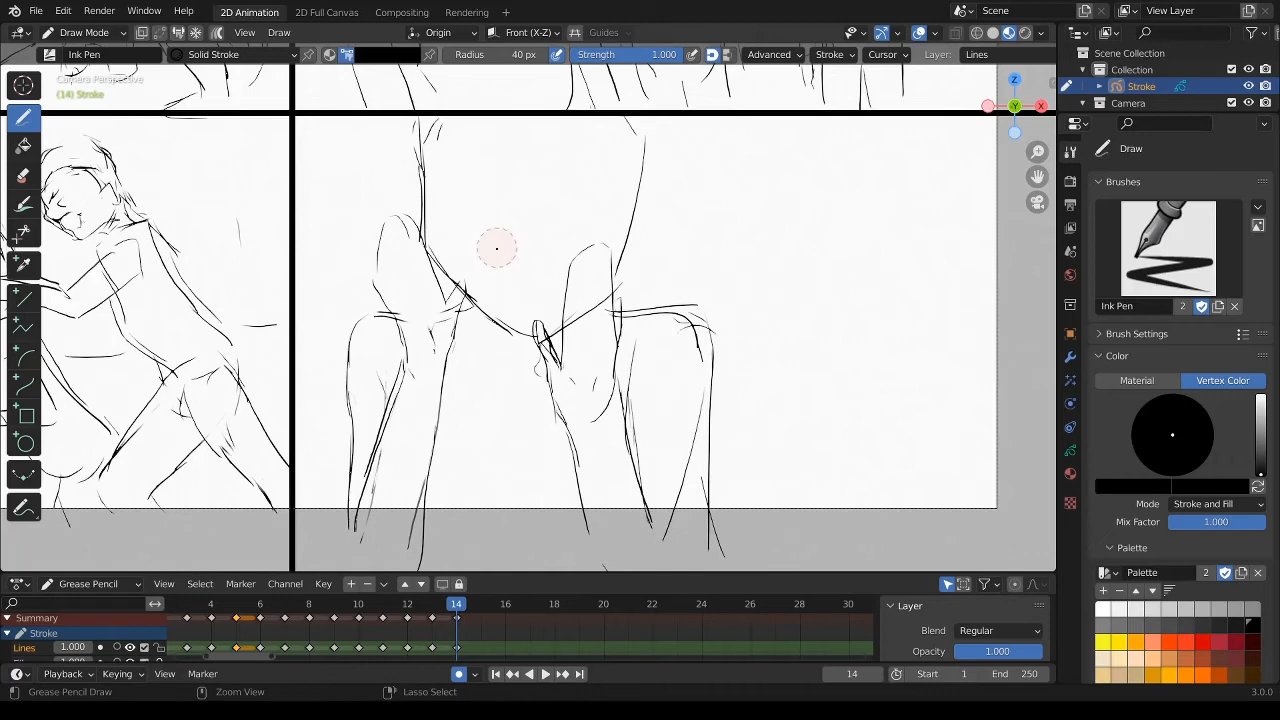 File Edit Render Window Help 2D Animation 2D Full Canvas Compositing Rendering + Scene View Layer
Draw Mode View Draw Origin Front (X-Z) Guides
Ink Pen Solid Stroke Radius 40 px Strength 1.000 Advanced Stroke Cursor Layer: Lines
Camera Perspective
(14) Stroke
Z
Y
X
Scene Collection
Collection
Stroke
Camera
Draw
Brushes
Ink Pen 2
Brush Settings
Color
Material Vertex Color
Mode Stroke and Fill
Mix Factor 1.000
Palette
Palette 2
Grease Pencil View Select Marker Channel Key
4 6 8 10 12 14 16 18 20 22 24 26 28 30
Summary
Stroke
Lines 1.000
Layer
Blend Regular
Opacity 1.000
Playback Keying View Marker 14 Start 1 End 250
Grease Pencil Draw Zoom View Lasso Select 3.0.0